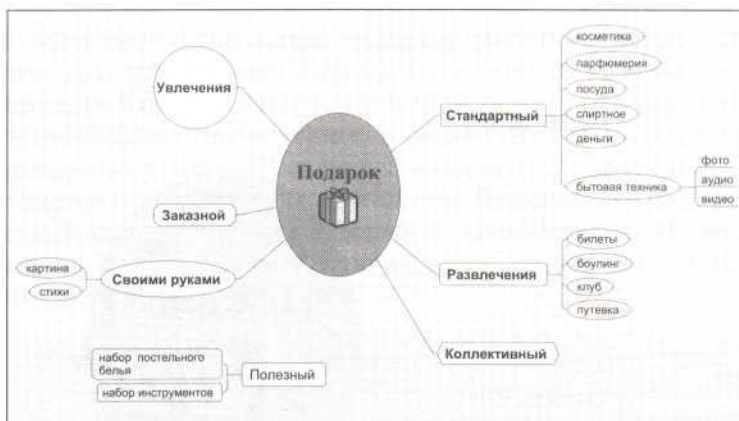 Подарок
Увлечения
Заказной
Своими руками
картина
стихи
набор постельного
белья
набор инструментов
Полезный
Стандартный
косметика
парфюмерия
посуда
спиртное
деньги
бытовая техника
фото
аудио
видео
Развлечения
билеты
боулинг
клуб
путевка
Коллективный